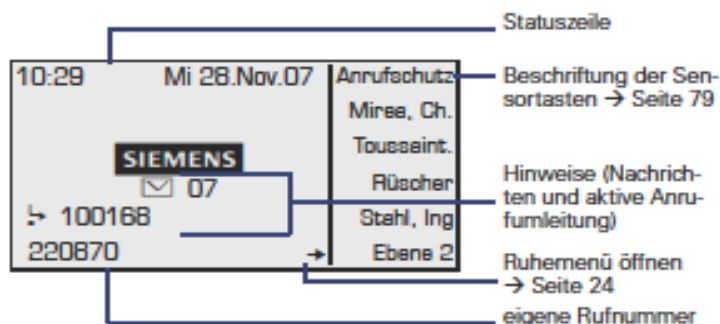 Statuszeile
10:29 Mi 28.Nov.07 Anrufschutz
Beschriftung der Sen-
sortasten → Seite 79
Mires, Ch.
Tousseint.
SIEMENS
07 Rüscher
Hinweise (Nachrich-
ten und aktive Anru-
fumleitung)
100168 Stahl, Ing
220870 → Ebene 2
Ruhemenü öffnen
→ Seite 24
eigene Rufnummer